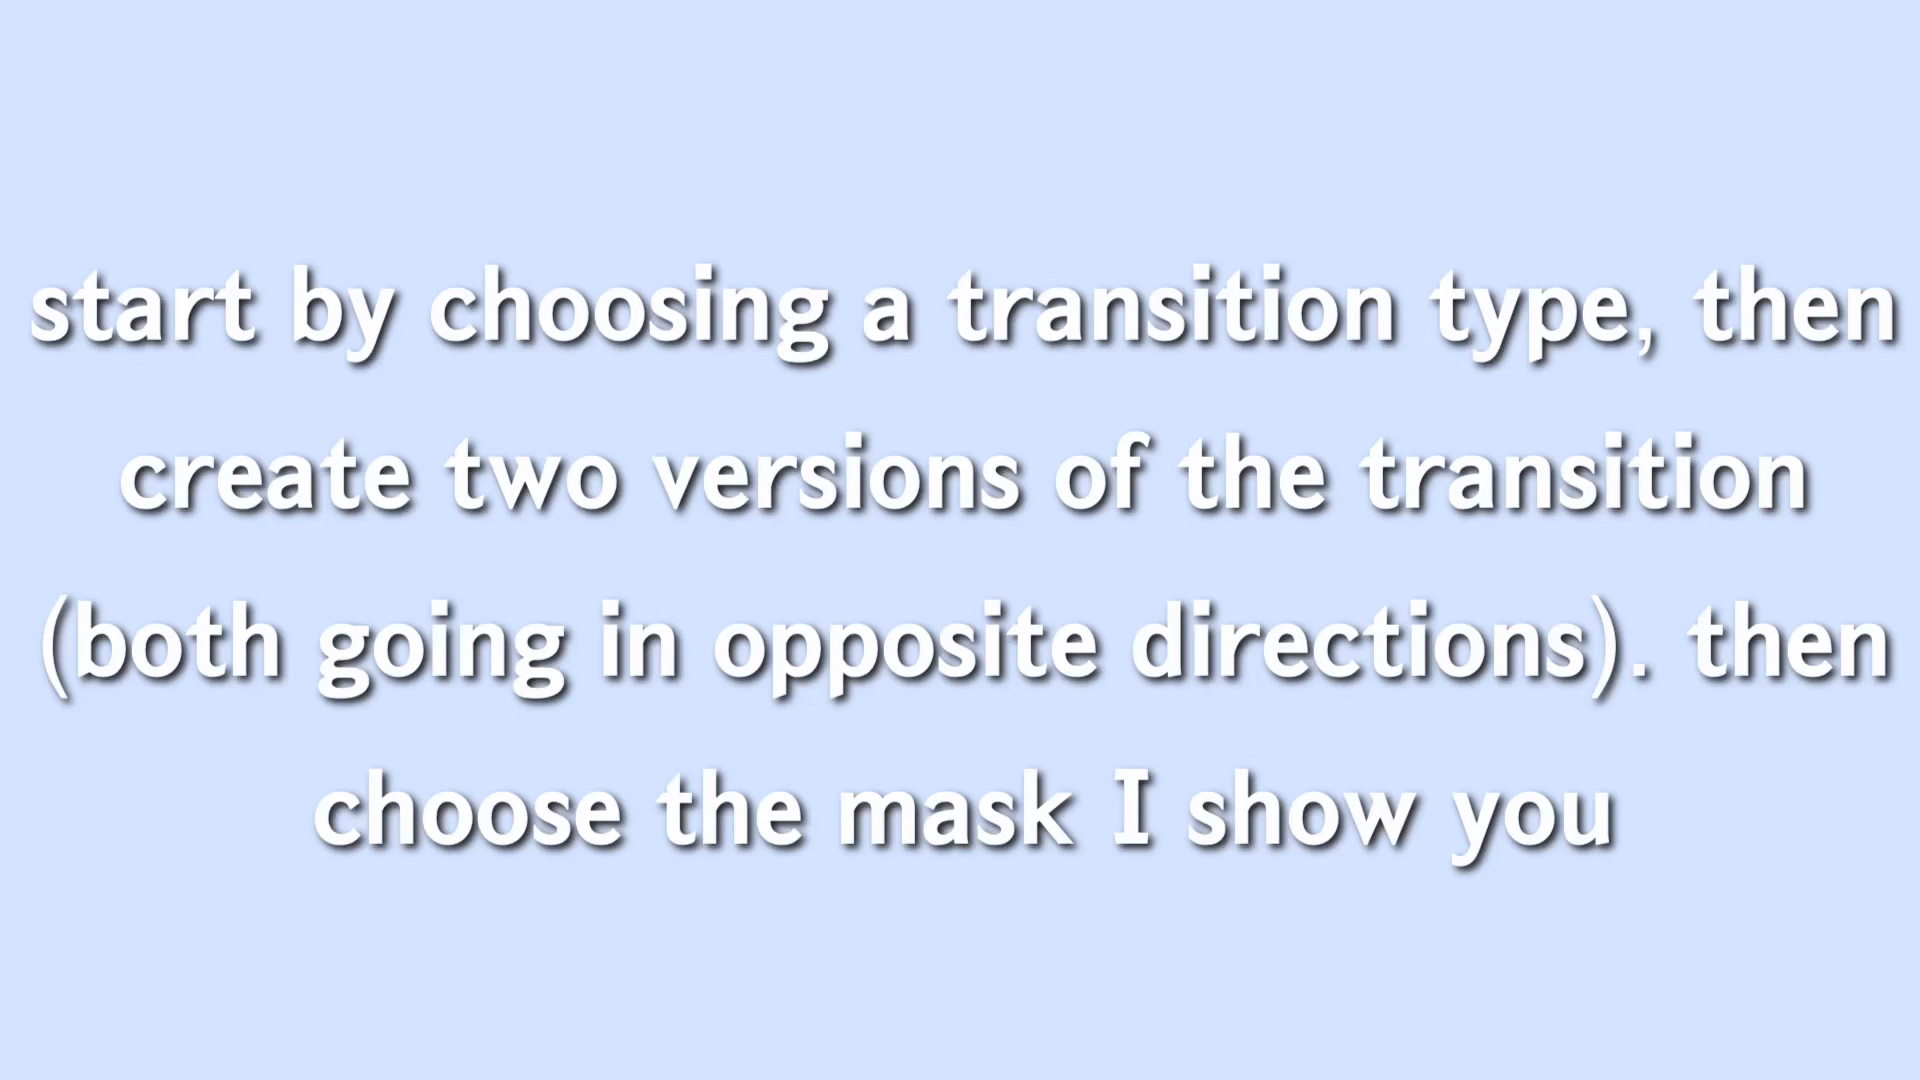 start by choosing a transition type, then
create two versions of the transition
(both going in opposite directions). then
choose the mask I show you